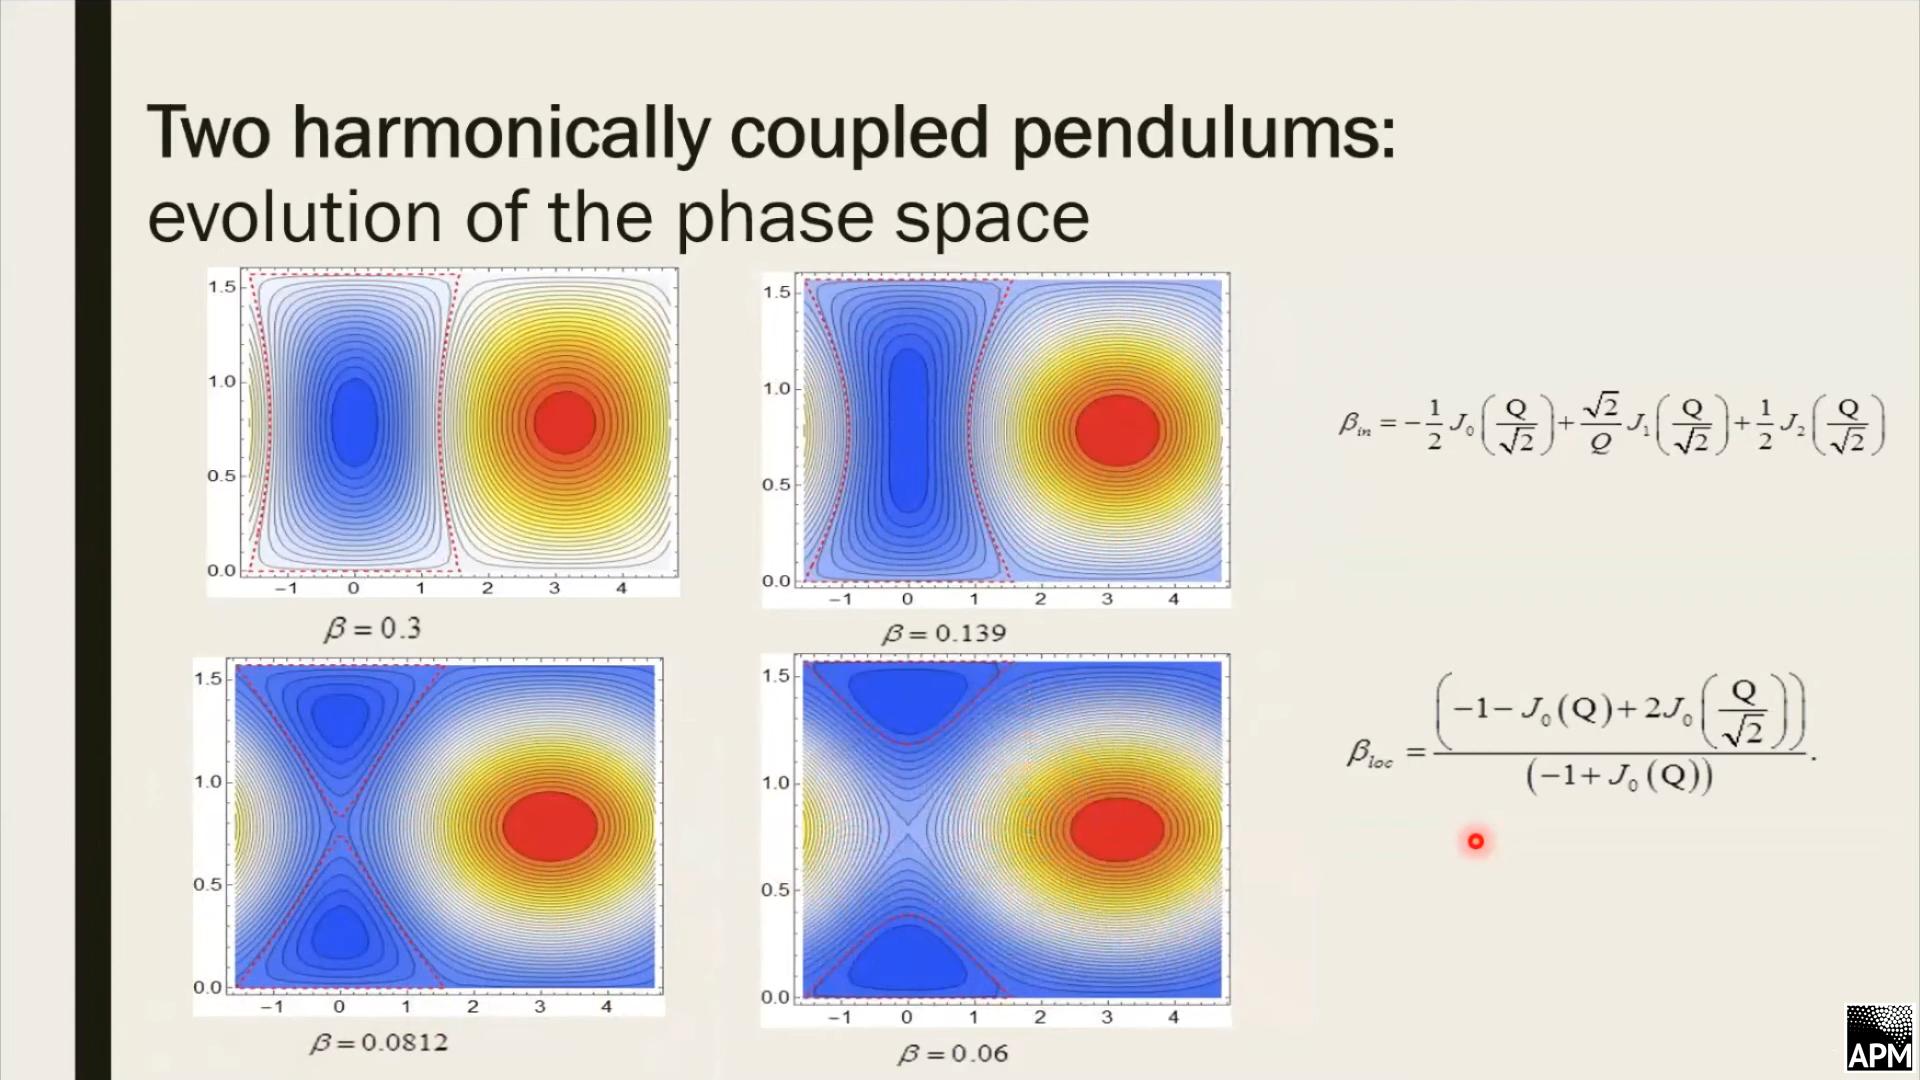 Two harmonically coupled pendulums:
evolution of the phase space
1.5
1.0
0.5
0.0
−1 0 1 2 3 4
β = 0.3
1.5
1.0
0.5
0.0
−1 0 1 2 3 4
β = 0.139
β_in = −1/2 J_0(Q/√2) + √2/Q J_1(Q/√2) + 1/2 J_2(Q/√2)
1.5
1.0
0.5
0.0
−1 0 1 2 3 4
β = 0.0812
1.5
1.0
0.5
0.0
−1 0 1 2 3 4
β = 0.06
β_loc = (−1 − J_0(Q) + 2J_0(Q/√2)) / (−1 + J_0(Q)).
APM